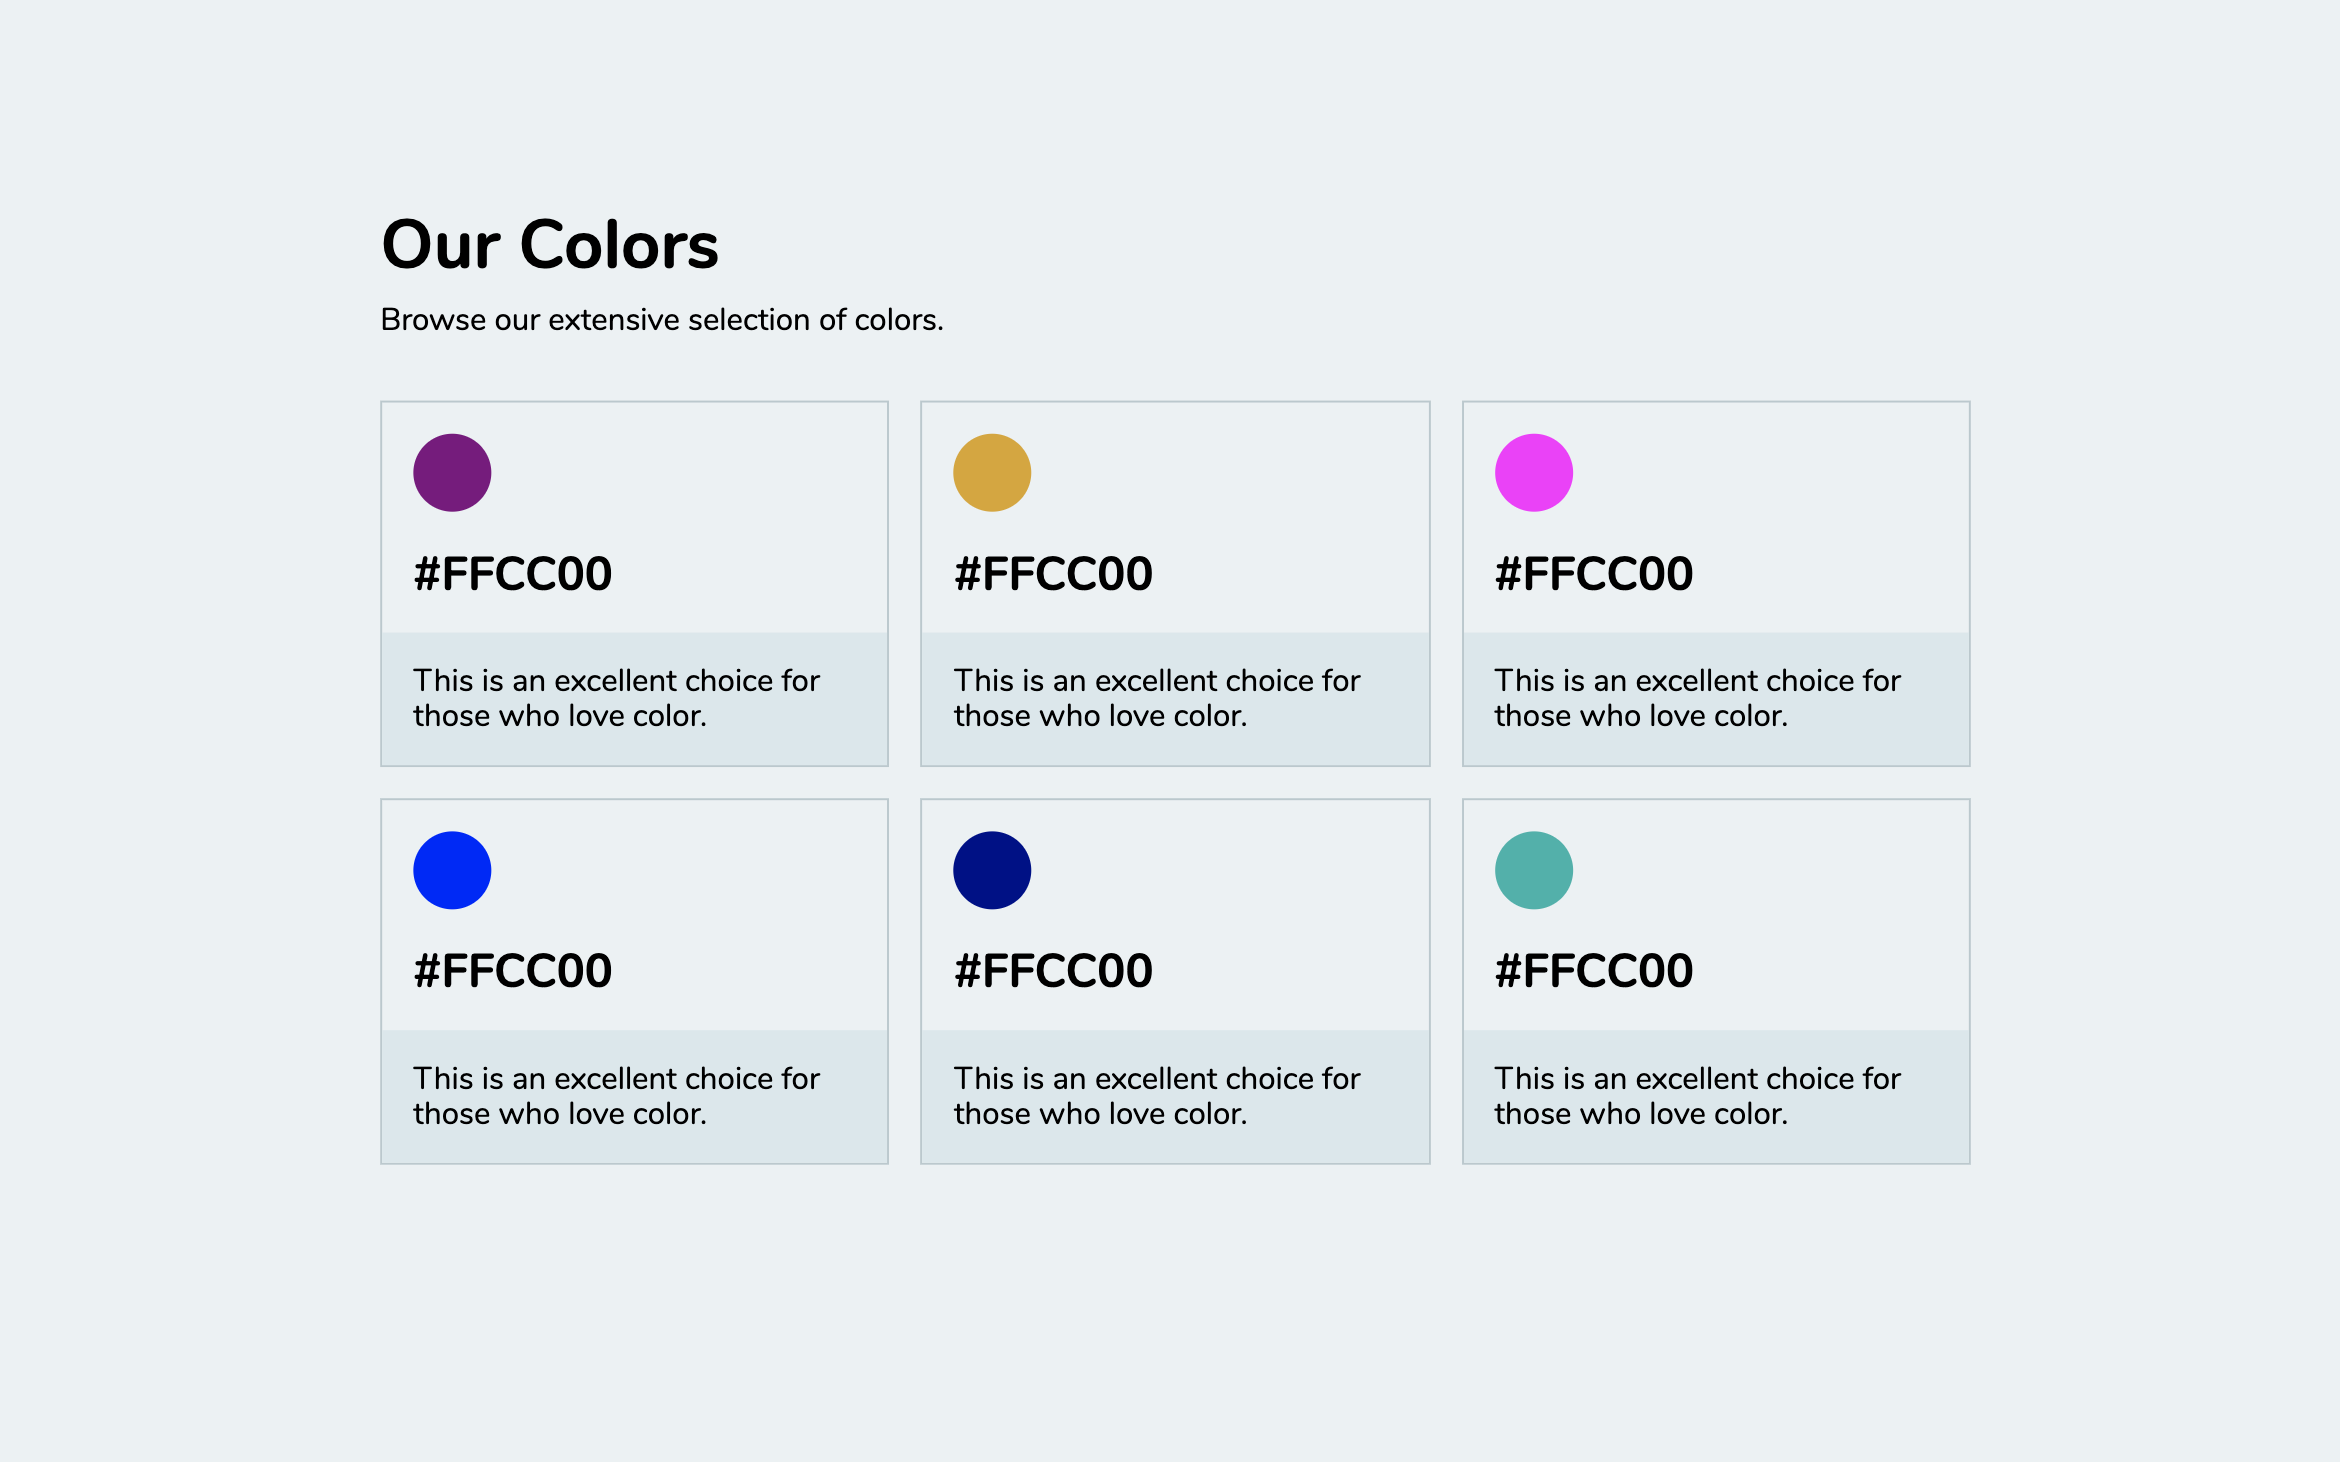 Our Colors
Browse our extensive selection of colors.
#FFCC00
This is an excellent choice for
those who love color.
#FFCC00
This is an excellent choice for
those who love color.
#FFCC00
This is an excellent choice for
those who love color.
#FFCC00
This is an excellent choice for
those who love color.
#FFCC00
This is an excellent choice for
those who love color.
#FFCC00
This is an excellent choice for
those who love color.